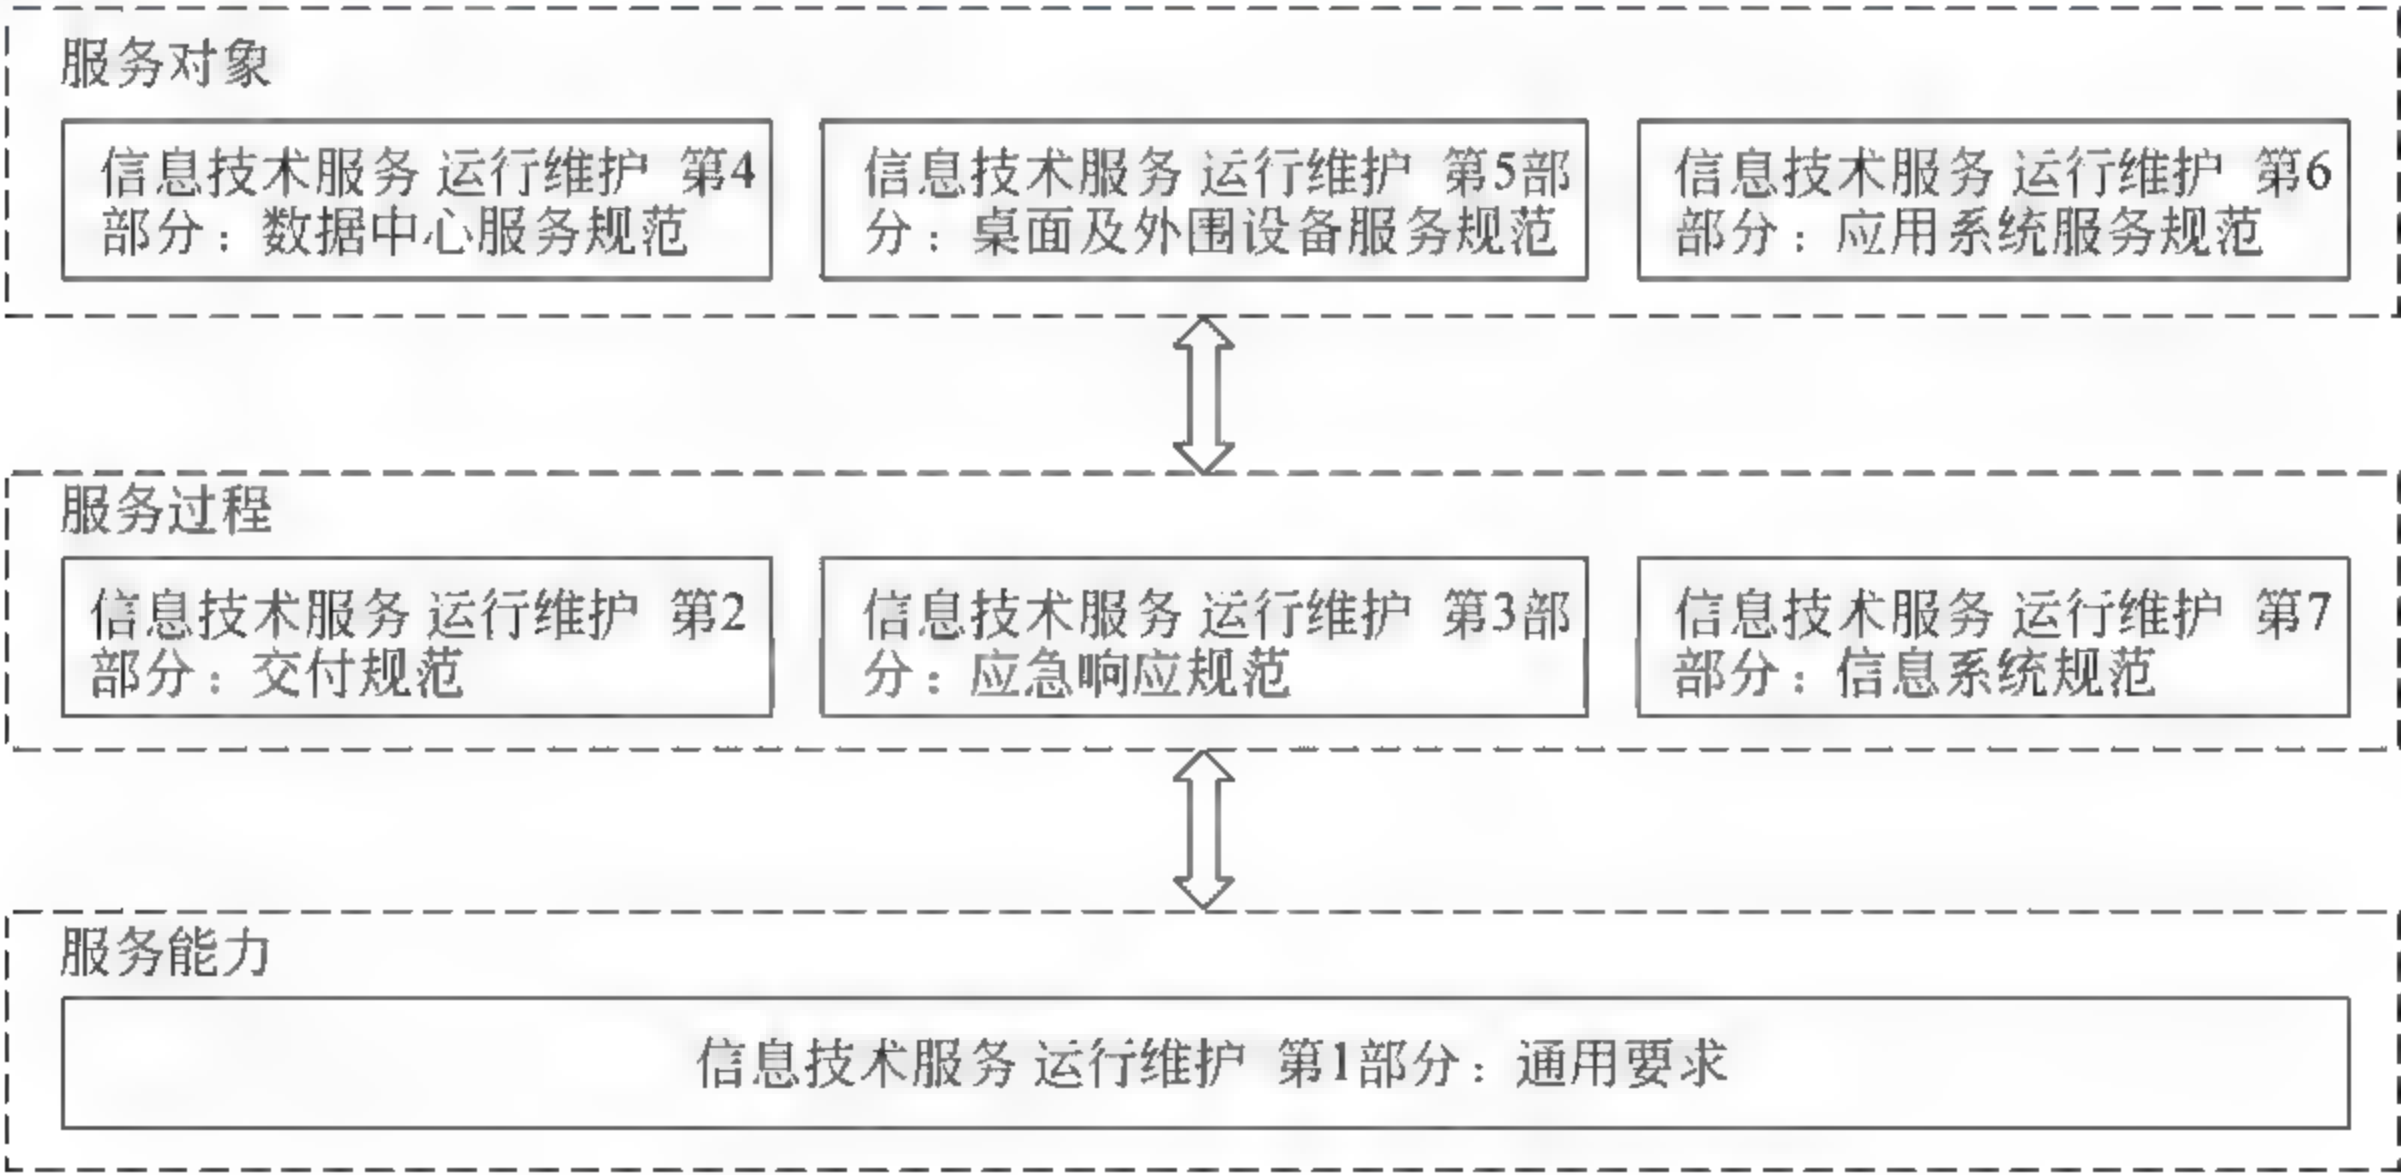 服务对象
信息技术服务 运行维护 第4
部分：数据中心服务规范
信息技术服务 运行维护 第5部
分：桌面及外围设备服务规范
信息技术服务 运行维护 第6
部分：应用系统服务规范
服务过程
信息技术服务 运行维护 第2
部分：交付规范
信息技术服务 运行维护 第3部
分：应急响应规范
信息技术服务 运行维护 第7
部分：信息系统规范
服务能力
信息技术服务 运行维护 第1部分：通用要求